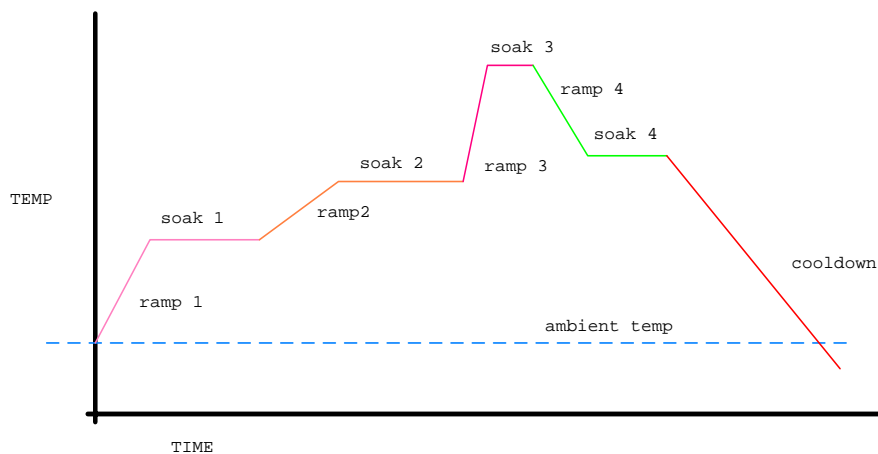 soak 3
ramp 4
soak 4
soak 2
ramp 3
TEMP
ramp2
soak 1
cooldown
ramp 1
ambient temp
TIME